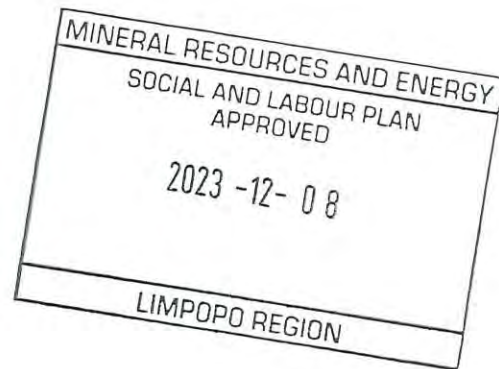 MINERAL RESOURCES AND ENERGY
SOCIAL AND LABOUR PLAN
APPROVED
2023 -12- 08
LIMPOPO REGION